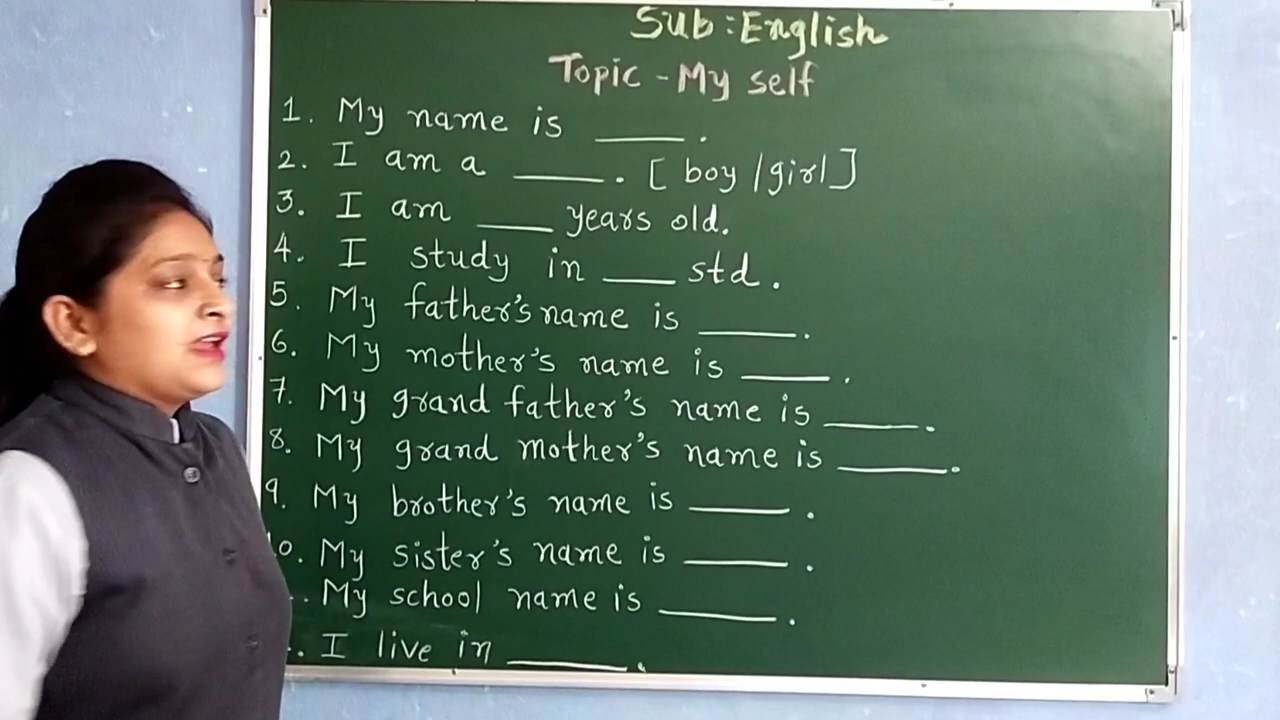 Sub : English
Topic - My self
1. My name is ____.
2. I am a ____. [ boy / girl ]
3. I am ____ years old.
4. I study in ____ std.
5. My father's name is ____.
6. My mother's name is ____.
7. My grand father's name is ____.
8. My grand mother's name is ____.
9. My brother's name is ____.
10. My sister's name is ____.
. My school name is ____.
. I live in ____.